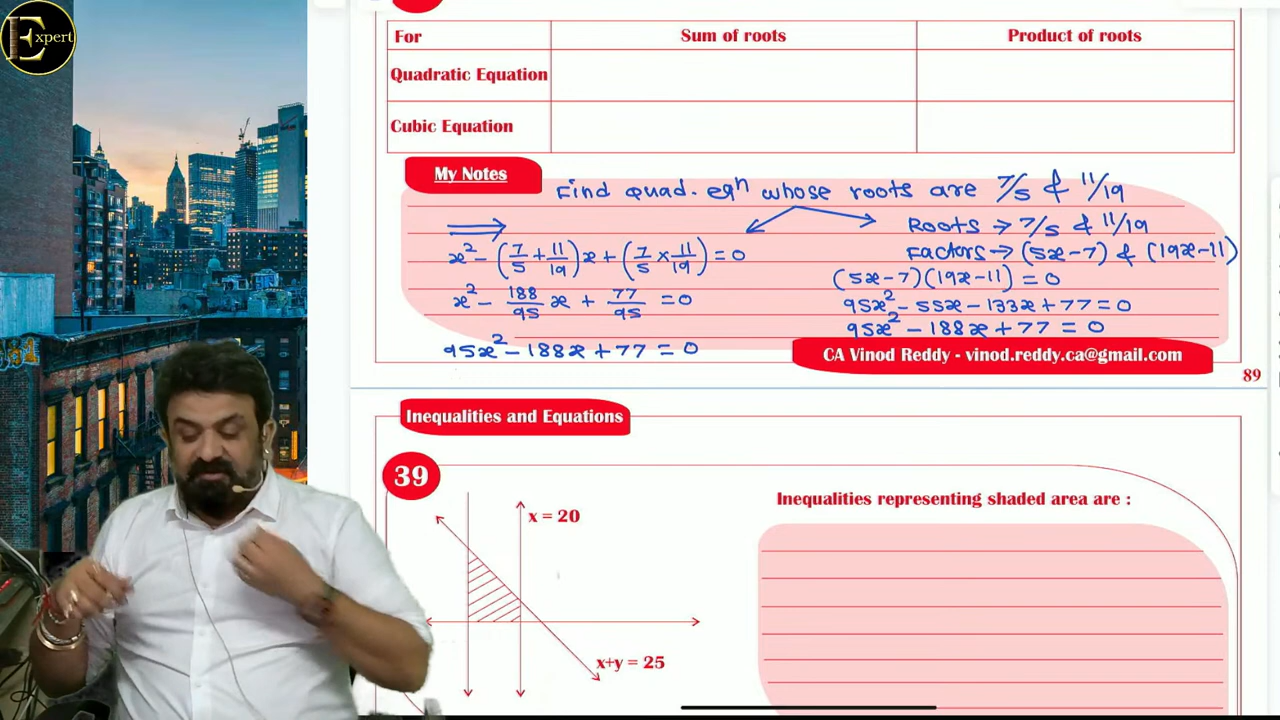 Expert
For Sum of roots Product of roots
Quadratic Equation
Cubic Equation
My Notes
Find quad. eqⁿ whose roots are 7/5 & 11/19
x² - (7/5 + 11/19)x + (7/5 × 11/19) = 0
x² - 188/95 x + 77/95 = 0
95x² - 188x + 77 = 0
Roots → 7/5 & 11/19
Factors → (5x-7) & (19x-11)
(5x-7)(19x-11) = 0
95x² - 55x - 133x + 77 = 0
95x² - 188x + 77 = 0
CA Vinod Reddy - vinod.reddy.ca@gmail.com
89
Inequalities and Equations
39
x = 20
x+y = 25
Inequalities representing shaded area are :